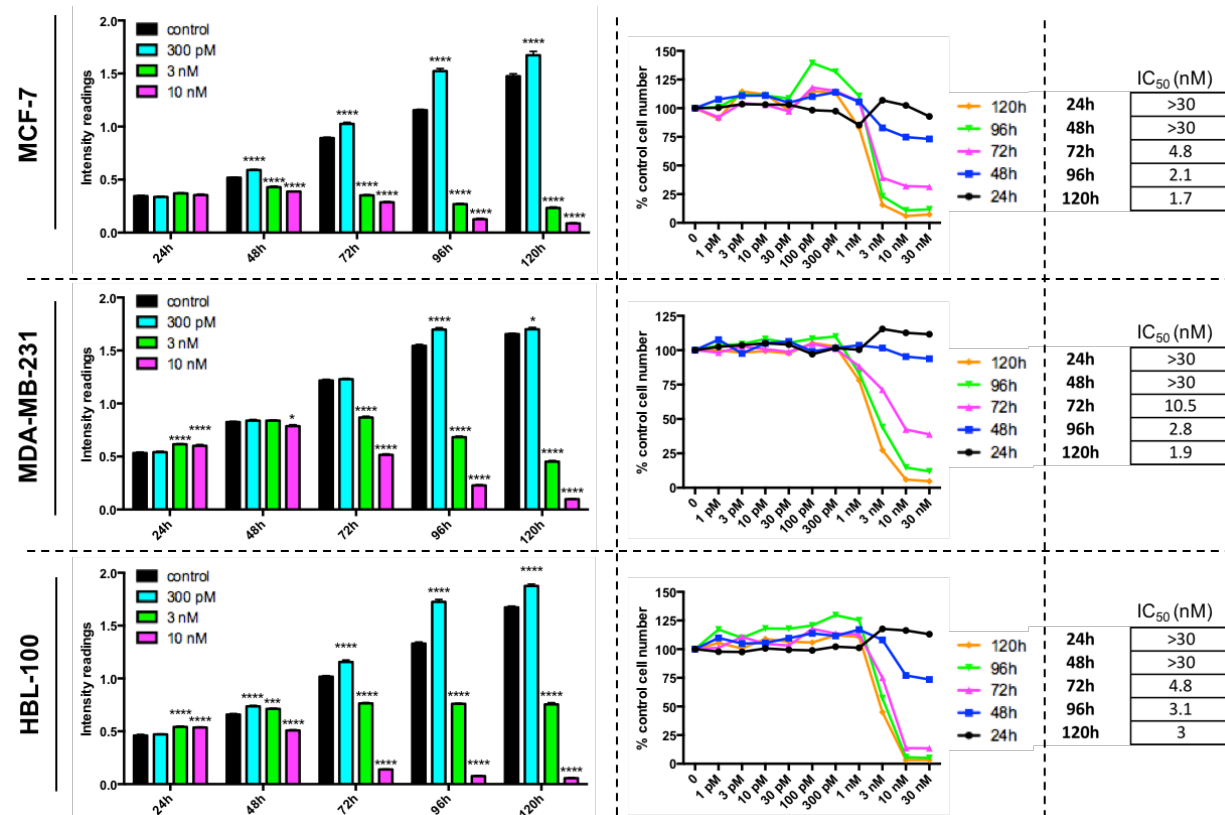 MCF-7
Intensity readings
2.0
1.5
1.0
0.5
0.0
control
300 pM
3 nM
10 nM
**** **** **** **** **** **** **** **** **** **** **** ****
24h 48h 72h 96h 120h
% control cell number
150
125
100
75
50
25
0
0 1 pM 3 pM 10 pM 30 pM 100 pM 300 pM 1 nM 3 nM 10 nM 30 nM
120h
96h
72h
48h
24h
IC50 (nM)
24h >30
48h >30
72h 4.8
96h 2.1
120h 1.7
MDA-MB-231
Intensity readings
2.0
1.5
1.0
0.5
0.0
control
300 pM
3 nM
10 nM
**** **** * **** **** **** **** **** * **** ****
24h 48h 72h 96h 120h
% control cell number
125
100
75
50
25
0
0 1 pM 3 pM 10 pM 30 pM 100 pM 300 pM 1 nM 3 nM 10 nM 30 nM
120h
96h
72h
48h
24h
IC50 (nM)
24h >30
48h >30
72h 10.5
96h 2.8
120h 1.9
HBL-100
Intensity readings
2.0
1.5
1.0
0.5
0.0
control
300 pM
3 nM
10 nM
**** **** **** *** **** **** **** **** **** **** **** **** **** ****
24h 48h 72h 96h 120h
% control cell number
150
125
100
75
50
25
0
0 1 pM 3 pM 10 pM 30 pM 100 pM 300 pM 1 nM 3 nM 10 nM 30 nM
120h
96h
72h
48h
24h
IC50 (nM)
24h >30
48h >30
72h 4.8
96h 3.1
120h 3